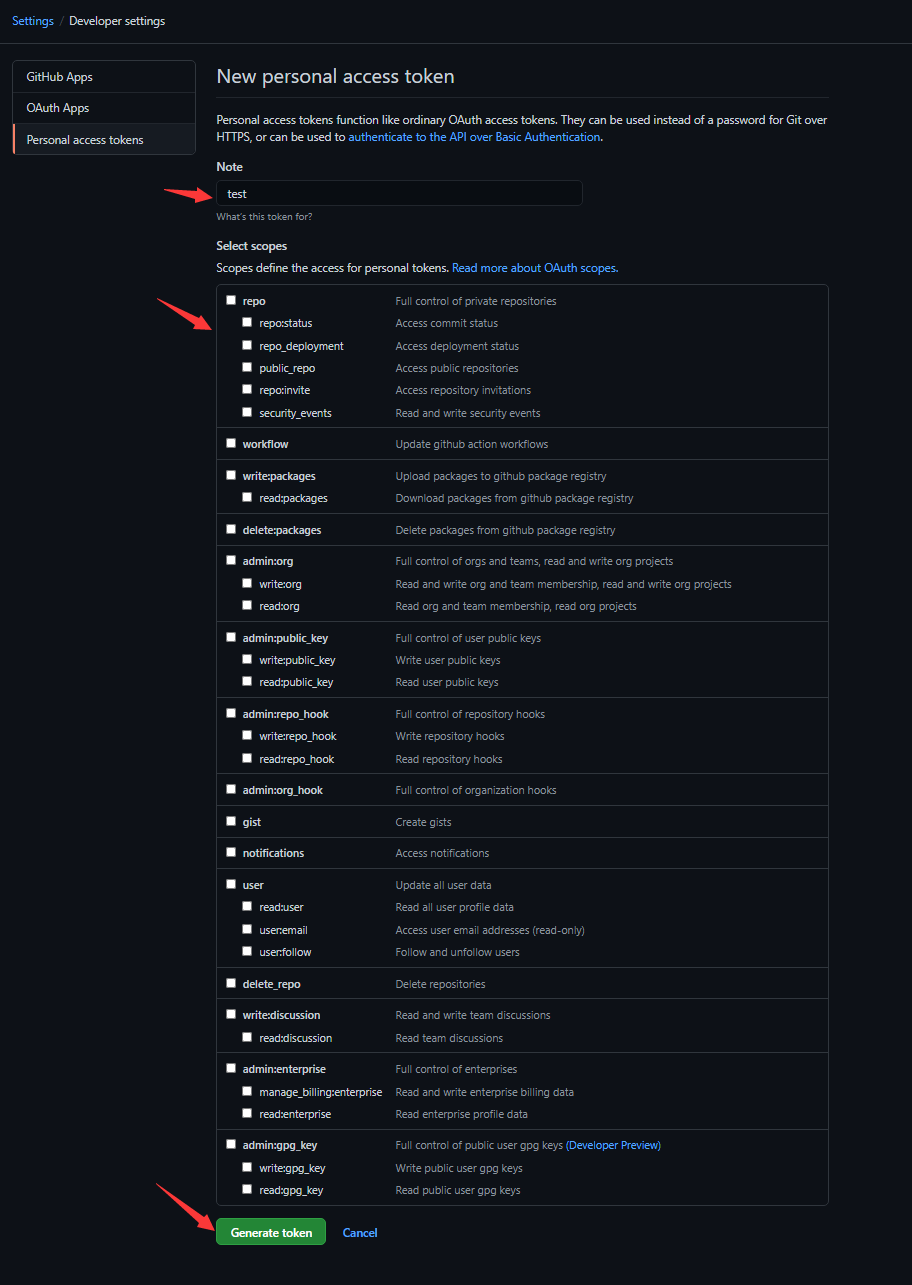 Settings / Developer settings
GitHub Apps
OAuth Apps
Personal access tokens
New personal access token
Personal access tokens function like ordinary OAuth access tokens. They can be used instead of a password for Git over
HTTPS, or can be used to authenticate to the API over Basic Authentication.
Note
test
What's this token for?
Select scopes
Scopes define the access for personal tokens. Read more about OAuth scopes.
repo Full control of private repositories
repo:status Access commit status
repo_deployment Access deployment status
public_repo Access public repositories
repo:invite Access repository invitations
security_events Read and write security events
workflow Update github action workflows
write:packages Upload packages to github package registry
read:packages Download packages from github package registry
delete:packages Delete packages from github package registry
admin:org Full control of orgs and teams, read and write org projects
write:org Read and write org and team membership, read and write org projects
read:org Read org and team membership, read org projects
admin:public_key Full control of user public keys
write:public_key Write user public keys
read:public_key Read user public keys
admin:repo_hook Full control of repository hooks
write:repo_hook Write repository hooks
read:repo_hook Read repository hooks
admin:org_hook Full control of organization hooks
gist Create gists
notifications Access notifications
user Update all user data
read:user Read all user profile data
user:email Access user email addresses (read-only)
user:follow Follow and unfollow users
delete_repo Delete repositories
write:discussion Read and write team discussions
read:discussion Read team discussions
admin:enterprise Full control of enterprises
manage_billing:enterprise Read and write enterprise billing data
read:enterprise Read enterprise profile data
admin:gpg_key Full control of public user gpg keys (Developer Preview)
write:gpg_key Write public user gpg keys
read:gpg_key Read public user gpg keys
Generate token Cancel